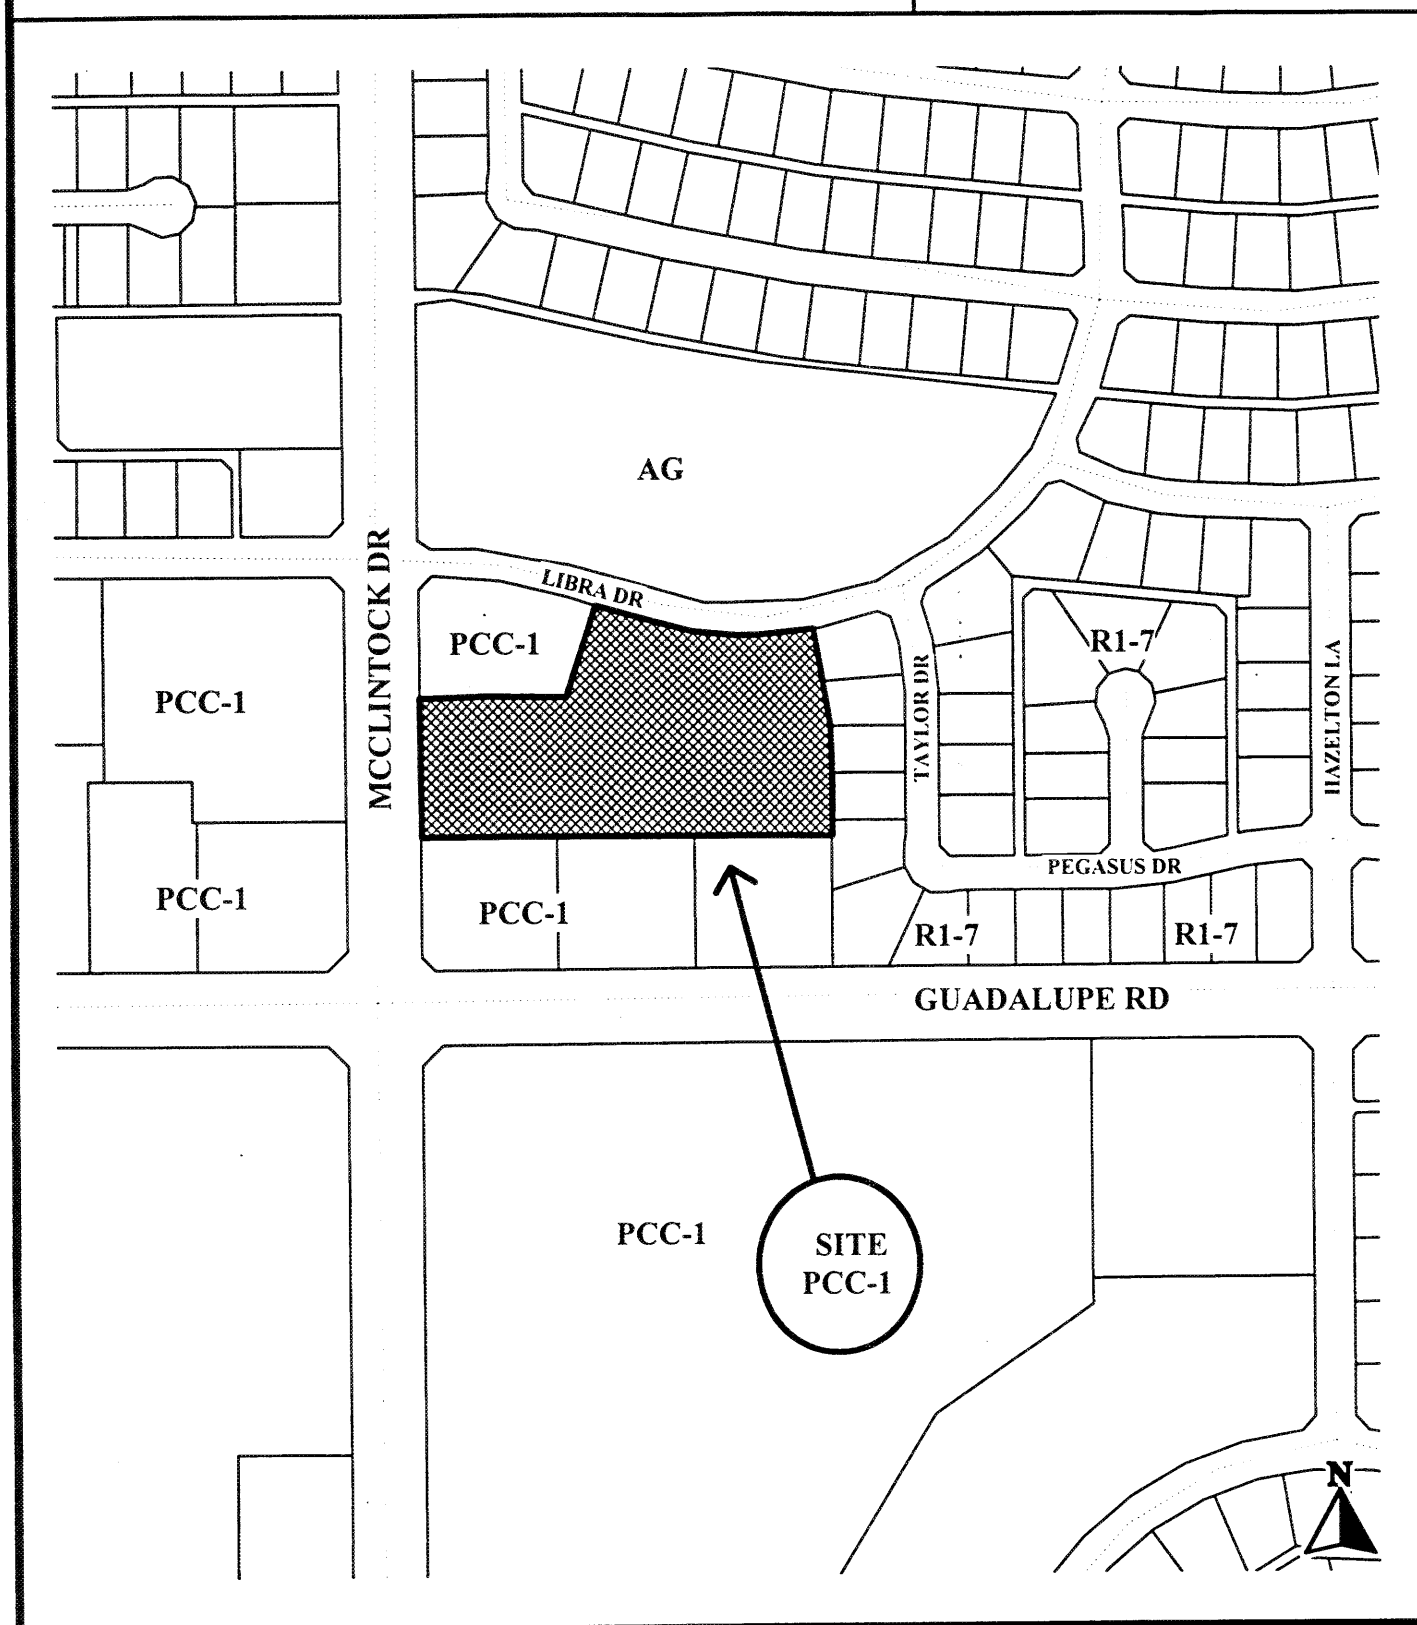 AG
LIBRA DR
MCCLINTOCK DR
PCC-1
R1-7
PCC-1
TAYLOR DR
HAZELTON LA
PEGASUS DR
PCC-1
PCC-1
R1-7
R1-7
GUADALUPE RD
PCC-1
SITE
PCC-1
N